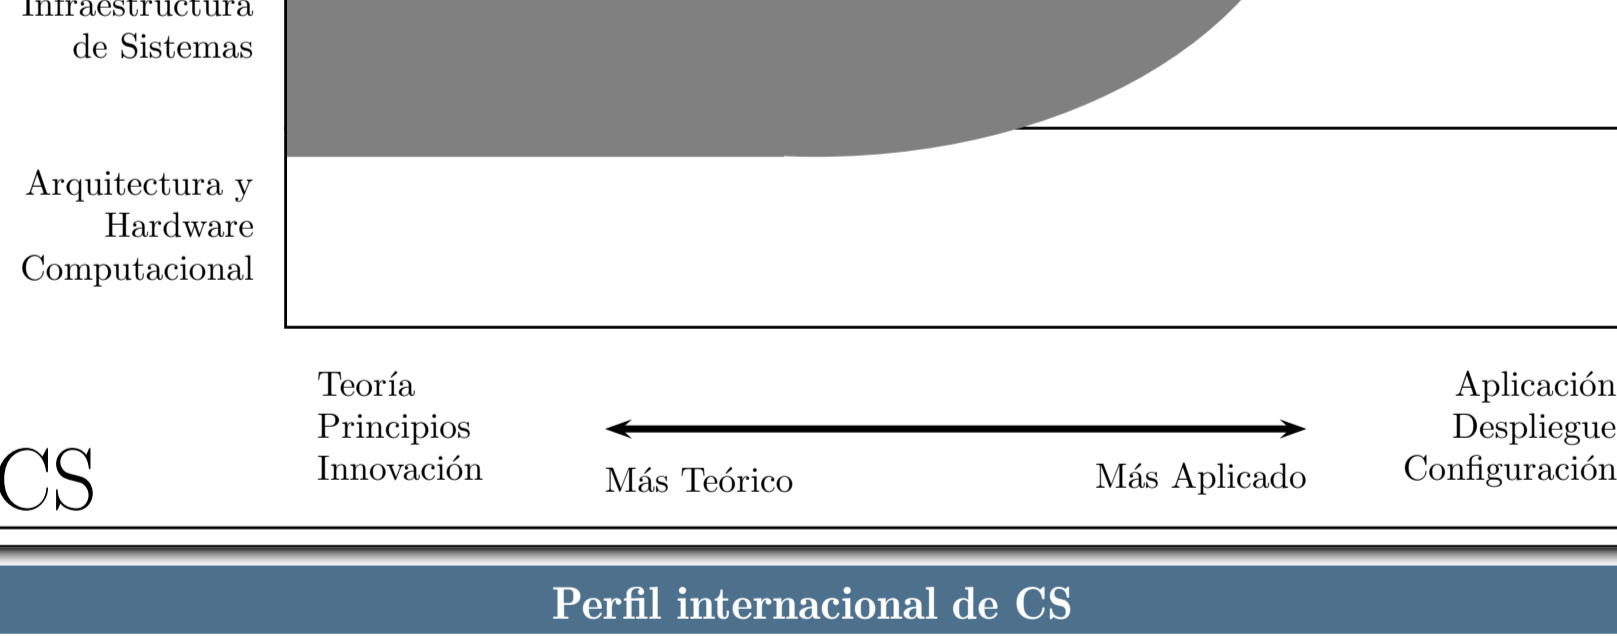 Infraestructura
de Sistemas
Arquitectura y
Hardware
Computacional
Teoría
Principios
Innovación
Más Teórico
Más Aplicado
Aplicación
Despliegue
Configuración
CS
Perfil internacional de CS